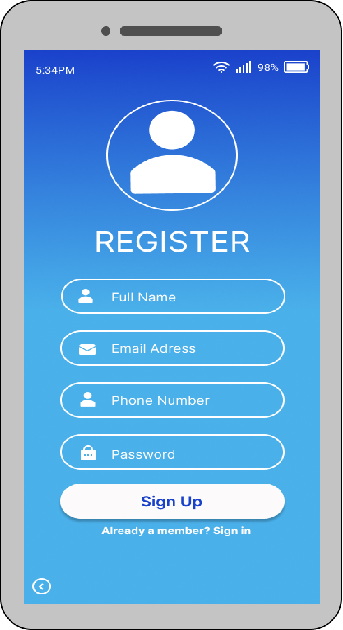 5:34PM 98%
REGISTER
Full Name
Email Adress
Phone Number
Password
Sign Up
Already a member? Sign in